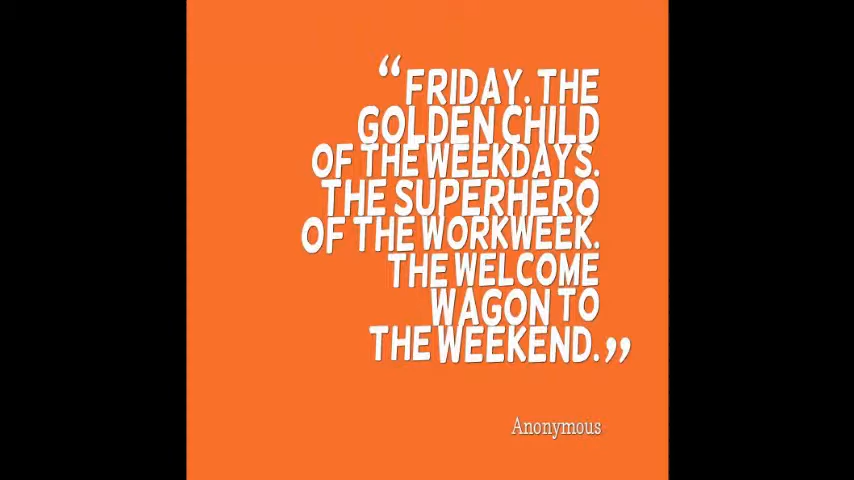 “FRIDAY. THE
GOLDEN CHILD
OF THE WEEKDAYS.
THE SUPERHERO
OF THE WORKWEEK.
THE WELCOME
WAGON TO
THE WEEKEND.”
Anonymous